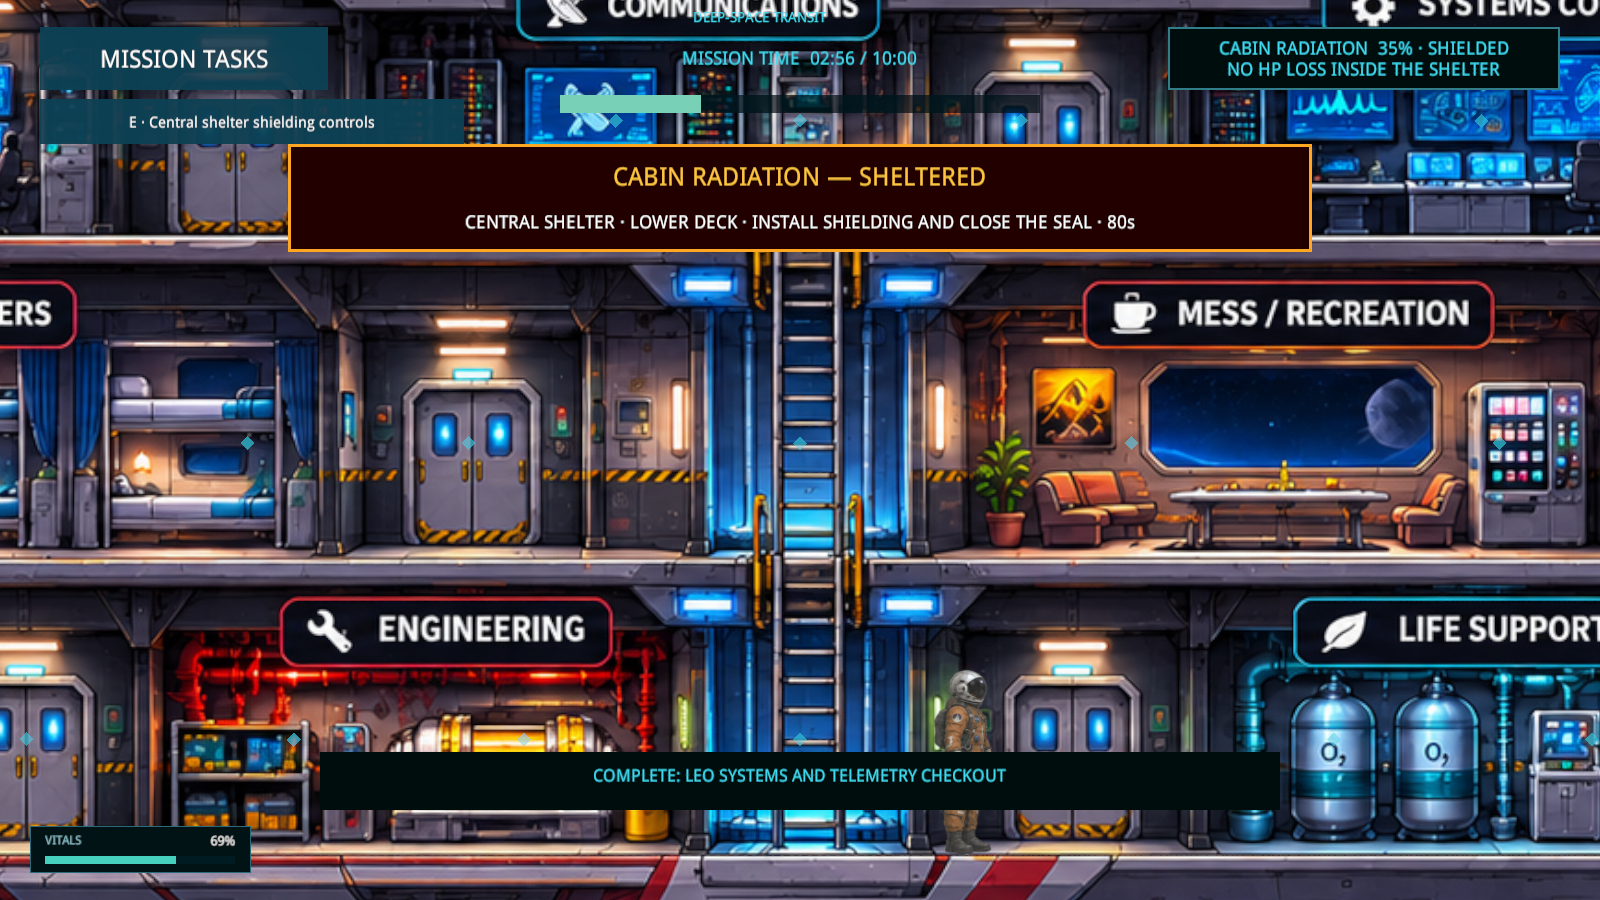 COMMUNICATIONS
SYSTEMS CO
DEEP-SPACE TRANSIT
MISSION TASKS
MISSION TIME 02:56 / 10:00
CABIN RADIATION 35% · SHIELDED
NO HP LOSS INSIDE THE SHELTER
E · Central shelter shielding controls
CABIN RADIATION — SHELTERED
CENTRAL SHELTER · LOWER DECK · INSTALL SHIELDING AND CLOSE THE SEAL · 80s
ERS
MESS / RECREATION
ENGINEERING
LIFE SUPPORT
O₂
O₂
COMPLETE: LEO SYSTEMS AND TELEMETRY CHECKOUT
VITALS
69%